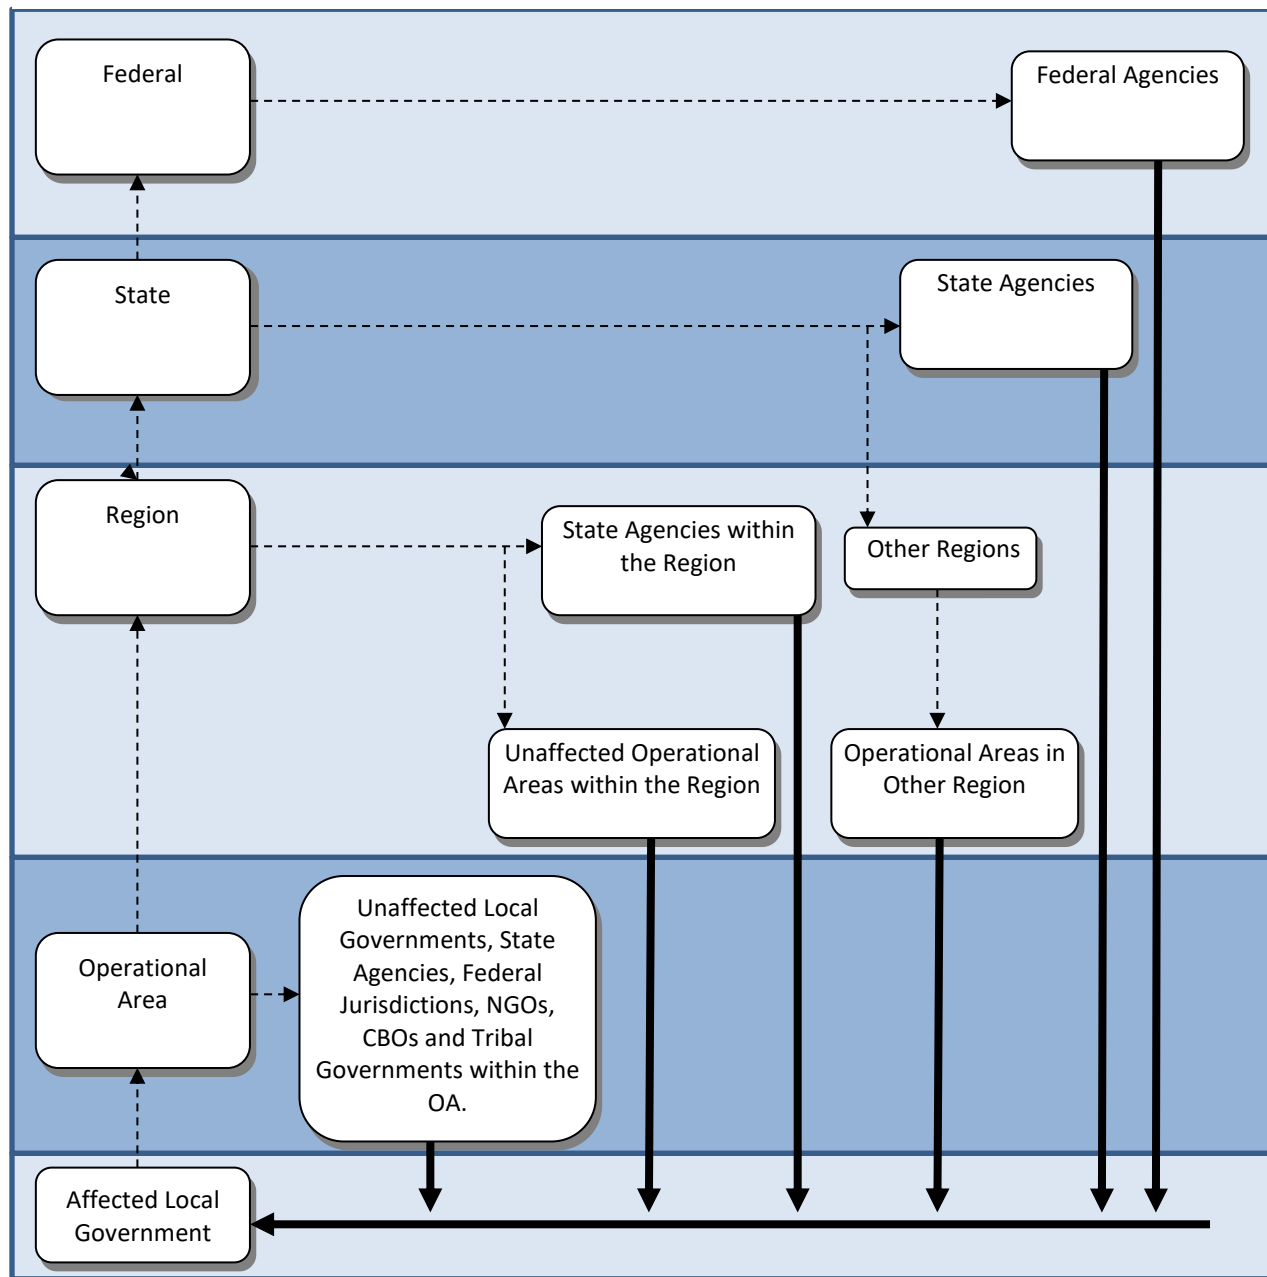 Federal
Federal Agencies
State
State Agencies
Region
State Agencies within
the Region
Other Regions
Unaffected Operational
Areas within the Region
Operational Areas in
Other Region
Operational
Area
Unaffected Local
Governments, State
Agencies, Federal
Jurisdictions, NGOs,
CBOs and Tribal
Governments within the
OA.
Affected Local
Government